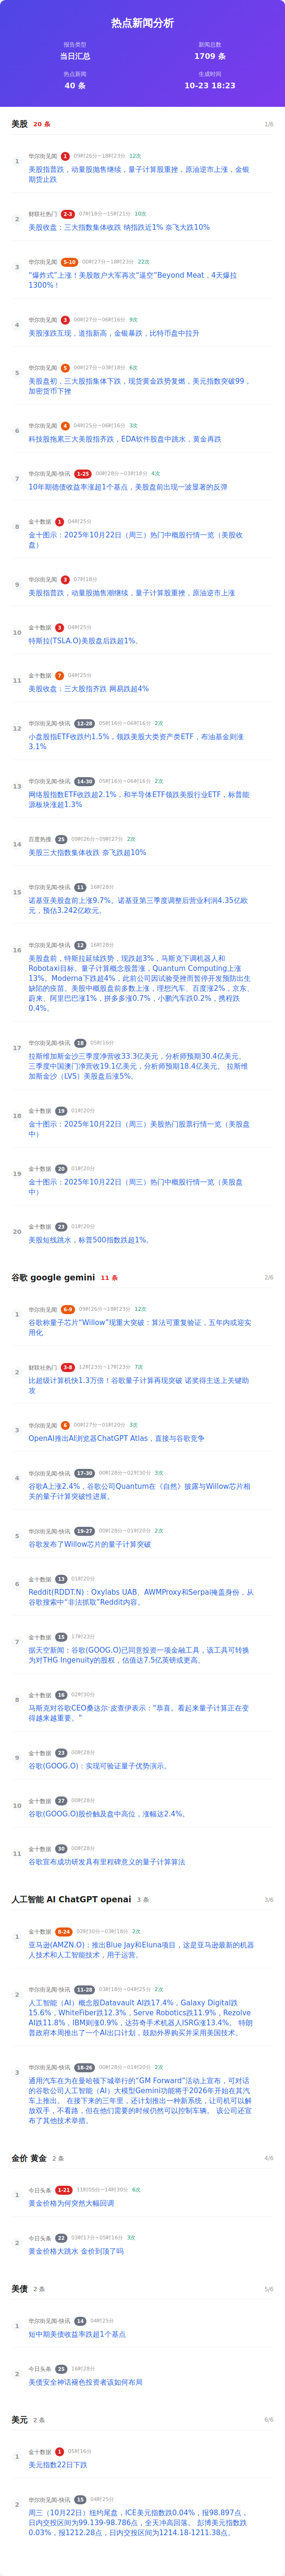 热点新闻分析
报告类型
当日汇总
新闻总数
1709 条
热点新闻
40 条
生成时间
10-23 18:23
美股 20 条 1/6
1 华尔街见闻 1 09时26分~18时23分 12次
美股指普跌，动量股抛售潮继续，量子计算股重挫，原油逆市上涨，金银
期货止跌
2 财联社热门 2-3 07时18分~15时21分 10次
美股收盘：三大指数集体收跌 纳指跌近1% 奈飞大跌10%
3 华尔街见闻 5-10 00时27分~18时23分 22次
“爆炸式”上涨！美股散户大军再次“逼空”Beyond Meat，4天爆拉
1300%！
4 华尔街见闻 3 00时27分~06时16分 9次
美股涨跌互现，道指新高，金银暴跌，比特币盘中拉升
5 华尔街见闻 5 00时27分~03时18分 6次
美股盘初，三大股指集体下跌，现货黄金跌势复燃，美元指数突破99，
加密货币下挫
6 华尔街见闻 4 04时25分~06时16分 3次
科技股拖累三大美股指齐跌，EDA软件股盘中跳水，黄金再跌
7 华尔街见闻-快讯 1-25 00时28分~03时18分 4次
10年期德债收益率涨超1个基点，美股盘前出现一波显著的反弹
8 金十数据 1 04时25分
金十图示：2025年10月22日（周三）热门中概股行情一览（美股收
盘）
9 华尔街见闻 3 07时18分
美股指普跌，动量股抛售潮继续，量子计算股重挫，原油逆市上涨
10 金十数据 3 04时25分
特斯拉(TSLA.O)美股盘后跌超1%。
11 金十数据 7 04时25分
美股收盘：三大股指齐跌 网易跌超4%
12 华尔街见闻-快讯 12-28 05时16分~06时16分 2次
小盘股指ETF收跌约1.5%，领跌美股大类资产类ETF，布油基金则涨
3.1%
13 华尔街见闻-快讯 14-30 05时16分~06时16分 2次
网络股指数ETF收跌超2.1%，和半导体ETF领跌美股行业ETF，标普能
源板块涨超1.3%
14 百度热搜 25 09时26分~09时27分 2次
美股三大指数集体收跌 奈飞跌超10%
15 华尔街见闻-快讯 11 16时28分
诺基亚美股盘前上涨9.7%。诺基亚第三季度调整后营业利润4.35亿欧
元，预估3.242亿欧元。
16 华尔街见闻-快讯 12 16时28分
美股盘前，特斯拉延续跌势，现跌超3%，马斯克下调机器人和
Robotaxi目标。量子计算概念股普涨，Quantum Computing上涨
13%。Moderna下跌超4%，此前公司因试验受挫而暂停开发预防出生
缺陷的疫苗。美股中概股盘前多数上涨，理想汽车、百度涨2%，京东、
蔚来、阿里巴巴涨1%，拼多多涨0.7%，小鹏汽车跌0.2%，携程跌
0.4%。
17 华尔街见闻-快讯 18 05时16分
拉斯维加斯金沙三季度净营收33.3亿美元，分析师预期30.4亿美元。
三季度中国澳门净营收19.1亿美元，分析师预期18.4亿美元。 拉斯维
加斯金沙（LVS）美股盘后涨5%。
18 金十数据 19 01时20分
金十图示：2025年10月22日（周三）美股热门股票行情一览（美股盘
中）
19 金十数据 20 01时20分
金十图示：2025年10月22日（周三）热门中概股行情一览（美股盘
中）
20 金十数据 23 01时20分
美股短线跳水，标普500指数跌超1%。
谷歌 google gemini 11 条 2/6
1 华尔街见闻 6-9 09时26分~18时23分 12次
谷歌称量子芯片“Willow”现重大突破：算法可重复验证，五年内或迎实
用化
2 财联社热门 3-8 12时23分~17时23分 7次
比超级计算机快1.3万倍！谷歌量子计算再现突破 诺奖得主送上关键助
攻
3 华尔街见闻 6 00时27分~01时20分 3次
OpenAI推出AI浏览器ChatGPT Atlas，直接与谷歌竞争
4 华尔街见闻-快讯 17-30 00时28分~02时30分 3次
谷歌A上涨2.4%，谷歌公司Quantum在《自然》披露与Willow芯片相
关的量子计算突破性进展。
5 华尔街见闻-快讯 19-27 00时28分~01时20分 2次
谷歌发布了Willow芯片的量子计算突破
6 金十数据 13 01时20分
Reddit(RDDT.N)：Oxylabs UAB、AWMProxy和Serpal掩盖身份，从
谷歌搜索中“非法抓取”Reddit内容。
7 金十数据 15 17时23分
据天空新闻：谷歌(GOOG.O)已同意投资一项金融工具，该工具可转换
为对THG Ingenuity的股权，估值达7.5亿英镑或更高。
8 金十数据 16 02时30分
马斯克对谷歌CEO桑达尔·皮查伊表示：“恭喜。看起来量子计算正在变
得越来越重要。”
9 金十数据 23 00时28分
谷歌(GOOG.O)：实现可验证量子优势演示。
10 金十数据 27 00时28分
谷歌(GOOG.O)股价触及盘中高位，涨幅达2.4%。
11 金十数据 30 00时28分
谷歌宣布成功研发具有里程碑意义的量子计算算法
人工智能 AI ChatGPT openai 3 条 3/6
1 金十数据 8-24 02时30分~03时18分 2次
亚马逊(AMZN.O)：推出Blue Jay和Eluna项目，这是亚马逊最新的机器
人技术和人工智能技术，用于运营。
2 华尔街见闻-快讯 11-28 03时18分~04时25分 2次
人工智能（AI）概念股Datavault AI跌17.4%，Galaxy Digital跌
15.6%，WhiteFiber跌12.3%，Serve Robotics跌11.9%，Rezolve
AI跌11.8%，IBM则涨0.9%，达芬奇手术机器人ISRG涨13.4%。 特朗
普政府本周推出了一个AI出口计划，鼓励外界购买并采用美国技术。
3 华尔街见闻-快讯 18-26 00时28分~01时20分 2次
通用汽车在为在曼哈顿下城举行的“GM Forward”活动上宣布，可对话
的谷歌公司人工智能（AI）大模型Gemini功能将于2026年开始在其汽
车上推出。 在接下来的三年里，还计划推出一种新系统，让司机可以解
放双手，不看路，但在他们需要的时候仍然可以控制车辆。 该公司还宣
布了其他技术举措。
金价 黄金 2 条 4/6
1 今日头条 1-21 11时05分~14时30分 6次
黄金价格为何突然大幅回调
2 今日头条 22 03时17分~05时16分 3次
黄金价格大跳水 金价到顶了吗
美债 2 条 5/6
1 华尔街见闻-快讯 14 04时25分
短中期美债收益率跌超1个基点
2 今日头条 25 16时28分
美债安全神话褪色投资者该如何布局
美元 2 条 6/6
1 金十数据 1 05时16分
美元指数22日下跌
2 华尔街见闻-快讯 15 04时25分
周三（10月22日）纽约尾盘，ICE美元指数跌0.04%，报98.897点，
日内交投区间为99.139-98.786点，全天冲高回落。 彭博美元指数跌
0.03%，报1212.28点，日内交投区间为1214.18-1211.38点。